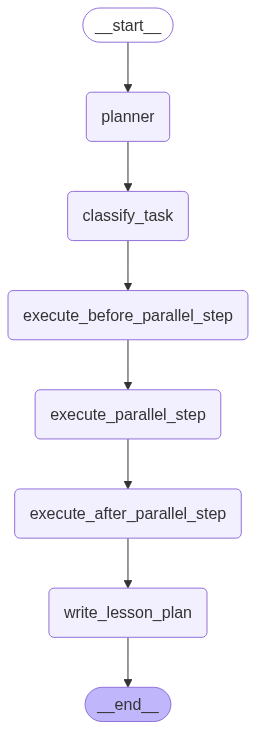 __start__
planner
classify_task
execute_before_parallel_step
execute_parallel_step
execute_after_parallel_step
write_lesson_plan
__end__